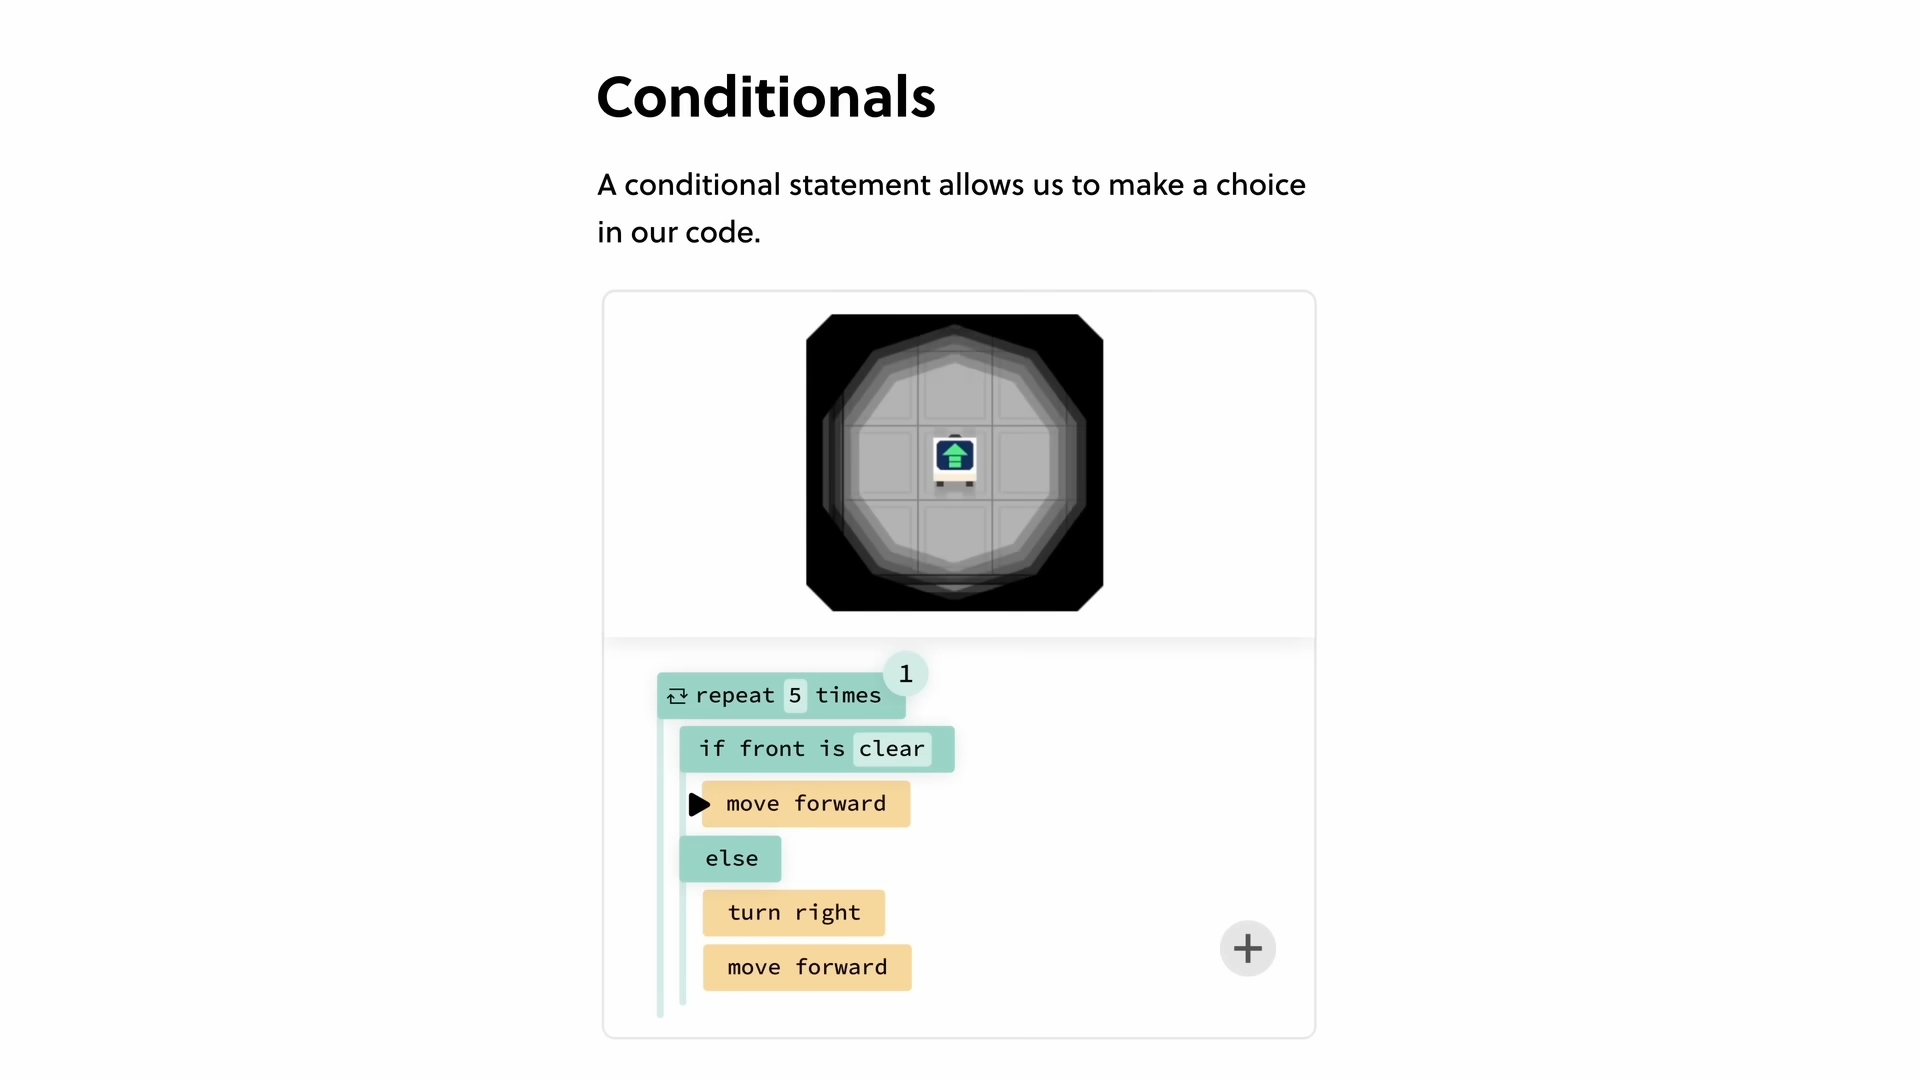 Conditionals
A conditional statement allows us to make a choice
in our code.
1
repeat 5 times
if front is clear
move forward
else
turn right
move forward